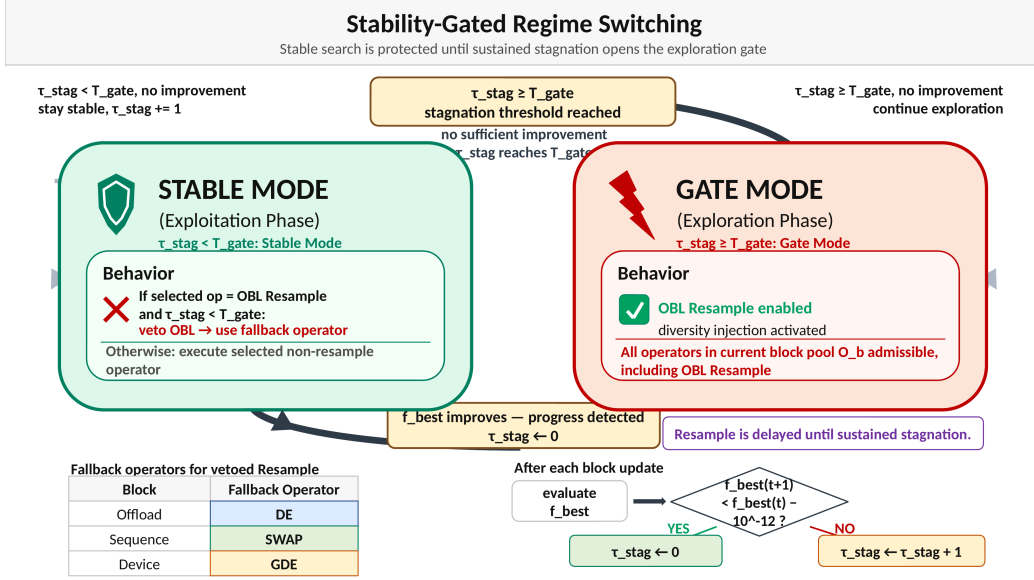 Stability-Gated Regime Switching
Stable search is protected until sustained stagnation opens the exploration gate
τ_stag < T_gate, no improvement
stay stable, τ_stag += 1
τ_stag ≥ T_gate
stagnation threshold reached
no sufficient improvement
τ_stag reaches T_gate
τ_stag ≥ T_gate, no improvement
continue exploration
STABLE MODE
(Exploitation Phase)
τ_stag < T_gate: Stable Mode
Behavior
If selected op = OBL Resample
and τ_stag < T_gate:
veto OBL → use fallback operator
Otherwise: execute selected non-resample
operator
GATE MODE
(Exploration Phase)
τ_stag ≥ T_gate: Gate Mode
Behavior
OBL Resample enabled
diversity injection activated
All operators in current block pool O_b admissible,
including OBL Resample
f_best improves — progress detected
τ_stag ← 0
Resample is delayed until sustained stagnation.
Fallback operators for vetoed Resample
Block Fallback Operator
Offload DE
Sequence SWAP
Device GDE
After each block update
evaluate
f_best
f_best(t+1)
< f_best(t) −
10^-12 ?
YES
NO
τ_stag ← 0
τ_stag ← τ_stag + 1